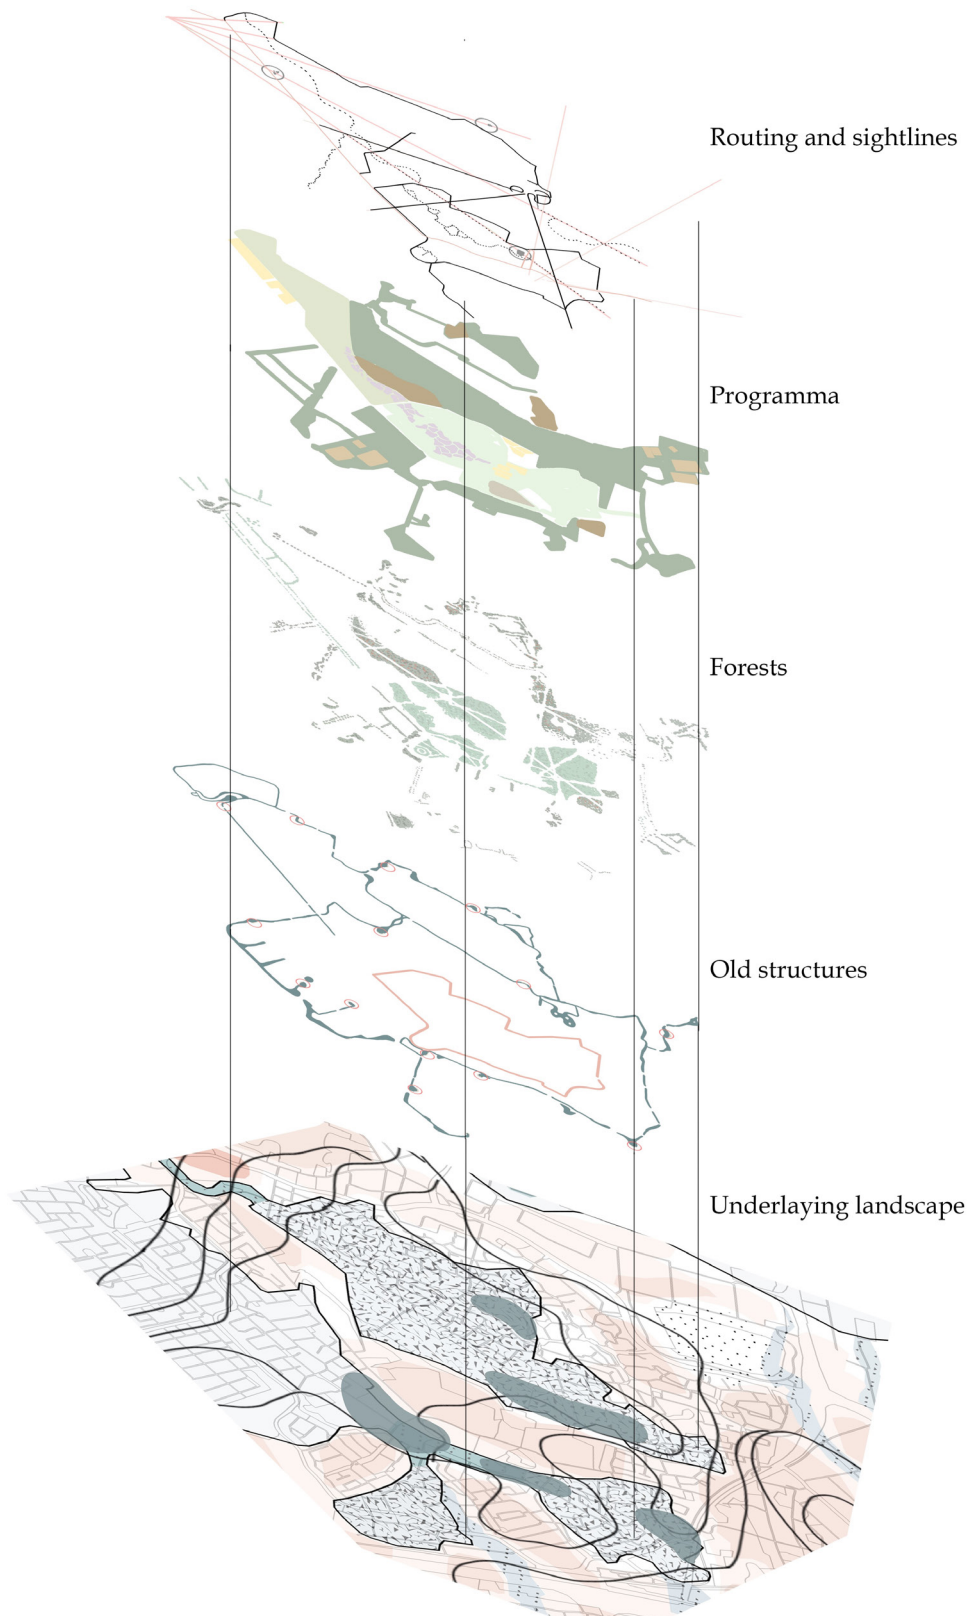 Routing and sightlines
Programma
Forests
Old structures
Underlaying landscape